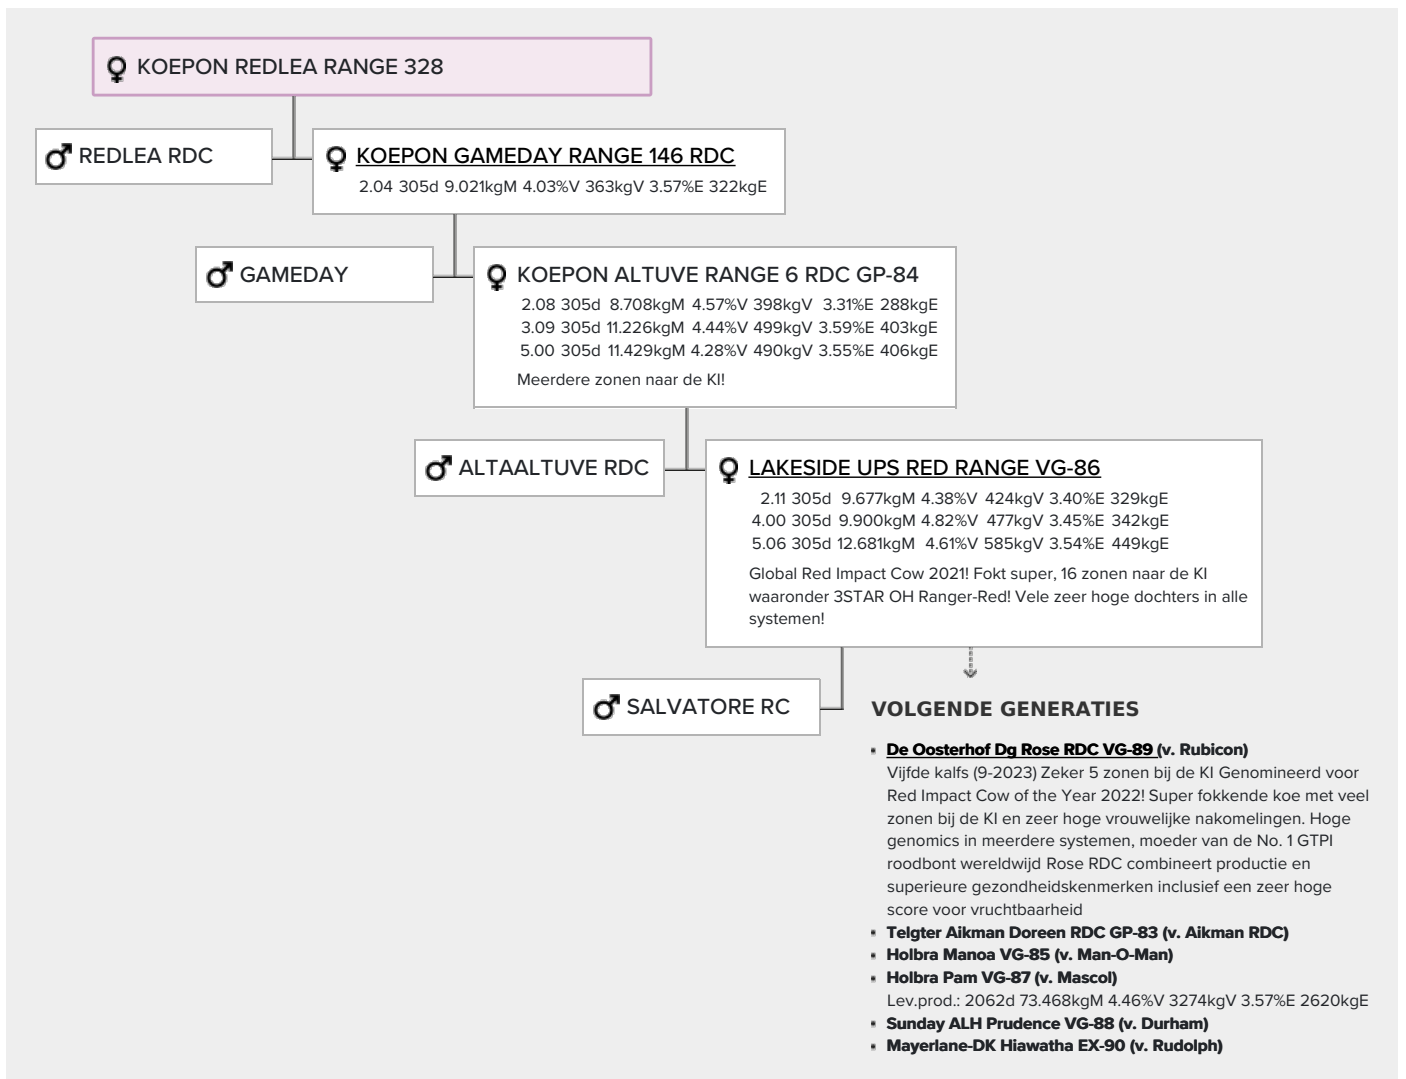 KOEPON REDLEA RANGE 328
REDLEA RDC
KOEPON GAMEDAY RANGE 146 RDC
2.04 305d 9.021kgM 4.03%V 363kgV 3.57%E 322kgE
GAMEDAY
KOEPON ALTUVE RANGE 6 RDC GP-84
2.08 305d 8.708kgM 4.57%V 398kgV 3.31%E 288kgE
3.09 305d 11.226kgM 4.44%V 499kgV 3.59%E 403kgE
5.00 305d 11.429kgM 4.28%V 490kgV 3.55%E 406kgE
Meerdere zonen naar de KI!
ALTAALTUVE RDC
LAKESIDE UPS RED RANGE VG-86
2.11 305d 9.677kgM 4.38%V 424kgV 3.40%E 329kgE
4.00 305d 9.900kgM 4.82%V 477kgV 3.45%E 342kgE
5.06 305d 12.681kgM 4.61%V 585kgV 3.54%E 449kgE
Global Red Impact Cow 2021! Fokt super, 16 zonen naar de KI
waaronder 3STAR OH Ranger-Red! Vele zeer hoge dochters in alle
systemen!
SALVATORE RC
VOLGENDE GENERATIES
De Oosterhof Dg Rose RDC VG-89 (v. Rubicon)
Vijfde kalfs (9-2023) Zeker 5 zonen bij de KI Genomineerd voor
Red Impact Cow of the Year 2022! Super fokkende koe met veel
zonen bij de KI en zeer hoge vrouwelijke nakomelingen. Hoge
genomics in meerdere systemen, moeder van de No. 1 GTPI
roodbont wereldwijd Rose RDC combineert productie en
superieure gezondheidskenmerken inclusief een zeer hoge
score voor vruchtbaarheid
Telgter Aikman Doreen RDC GP-83 (v. Aikman RDC)
Holbra Manoa VG-85 (v. Man-O-Man)
Holbra Pam VG-87 (v. Mascol)
Lev.prod.: 2062d 73.468kgM 4.46%V 3274kgV 3.57%E 2620kgE
Sunday ALH Prudence VG-88 (v. Durham)
Mayerlane-DK Hiawatha EX-90 (v. Rudolph)